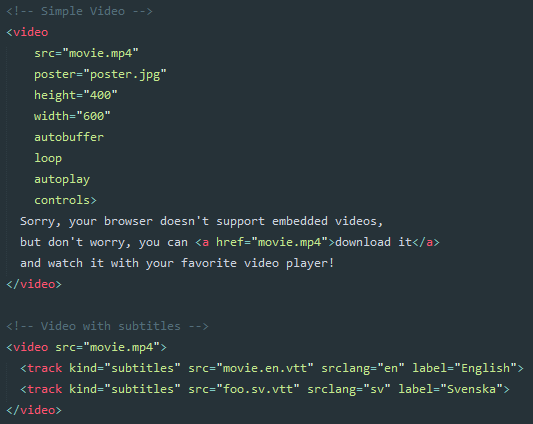 <!-- Simple Video -->
<video
    src="movie.mp4"
    poster="poster.jpg"
    height="400"
    width="600"
    autobuffer
    loop
    autoplay
    controls>
  Sorry, your browser doesn't support embedded videos,
  but don't worry, you can <a href="movie.mp4">download it</a>
  and watch it with your favorite video player!
</video>

<!-- Video with subtitles -->
<video src="movie.mp4">
  <track kind="subtitles" src="movie.en.vtt" srclang="en" label="English">
  <track kind="subtitles" src="foo.sv.vtt" srclang="sv" label="Svenska">
</video>